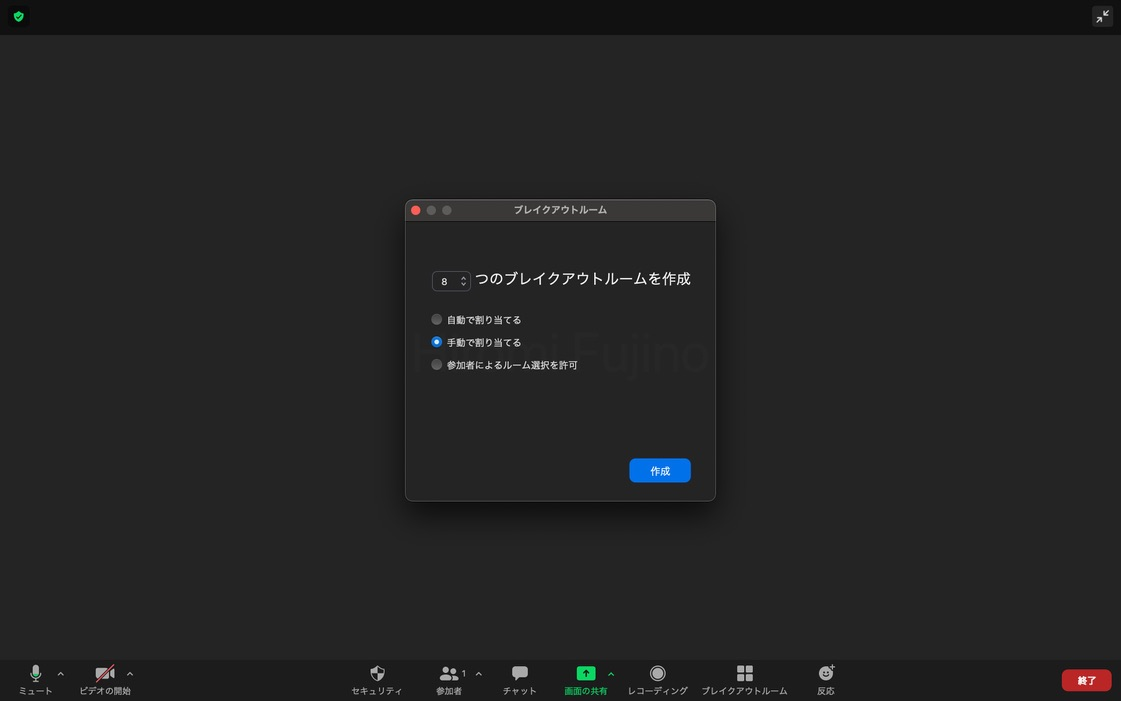 ブレイクアウトルーム
8 つのブレイクアウトルームを作成
自動で割り当てる
手動で割り当てる
参加者によるルーム選択を許可
Fujino
作成
1
ミュート
ビデオの開始
セキュリティ
参加者
チャット
画面の共有
レコーディング
ブレイクアウトルーム
反応
終了